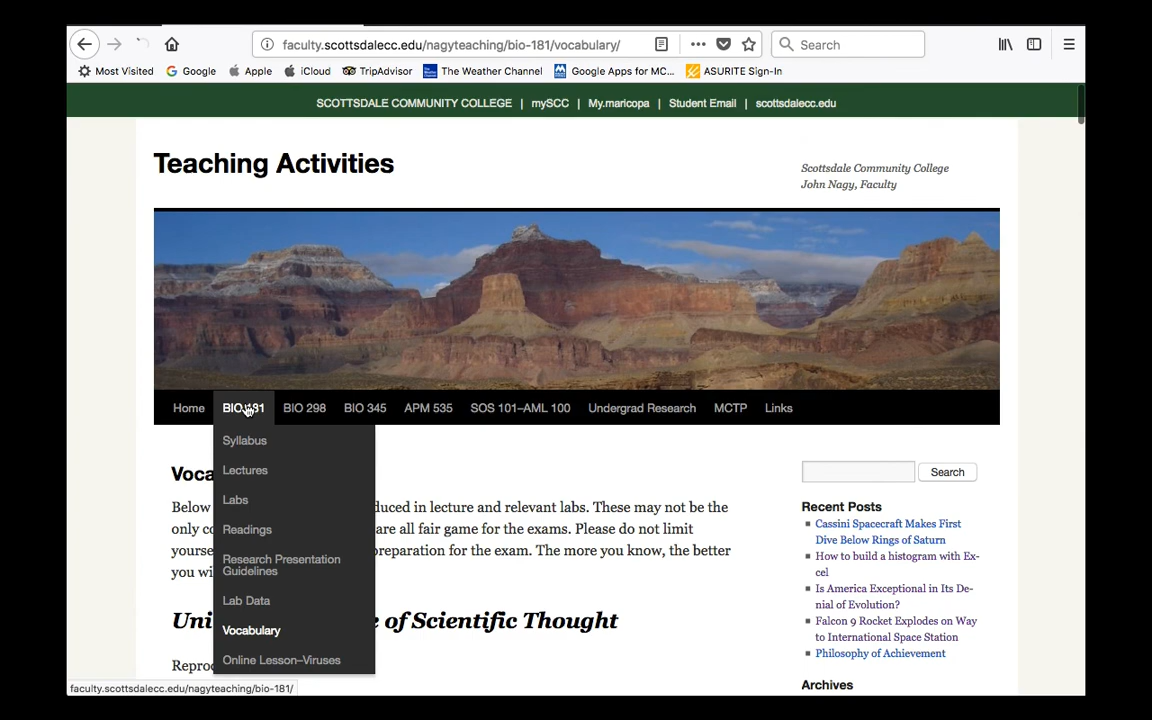 faculty.scottsdalecc.edu/nagyteaching/bio-181/vocabulary/
Search
Most Visited Google Apple iCloud TripAdvisor The Weather Channel Google Apps for MC... ASURITE Sign-In
SCOTTSDALE COMMUNITY COLLEGE | mySCC | My.maricopa | Student Email | scottsdalecc.edu
Teaching Activities
Scottsdale Community College
John Nagy, Faculty
Home BIO 181 BIO 298 BIO 345 APM 535 SOS 101–AML 100 Undergrad Research MCTP Links
Syllabus
Lectures
Labs
Readings
Research Presentation
Guidelines
Lab Data
Vocabulary
Online Lesson–Viruses
Voca
Below duced in lecture and relevant labs. These may not be the
only co are all fair game for the exams. Please do not limit
yourse preparation for the exam. The more you know, the better
you wi
Uni e of Scientific Thought
Repro
Search
Recent Posts
Cassini Spacecraft Makes First
Dive Below Rings of Saturn
How to build a histogram with Ex-
cel
Is America Exceptional in Its De-
nial of Evolution?
Falcon 9 Rocket Explodes on Way
to International Space Station
Philosophy of Achievement
Archives
faculty.scottsdalecc.edu/nagyteaching/bio-181/